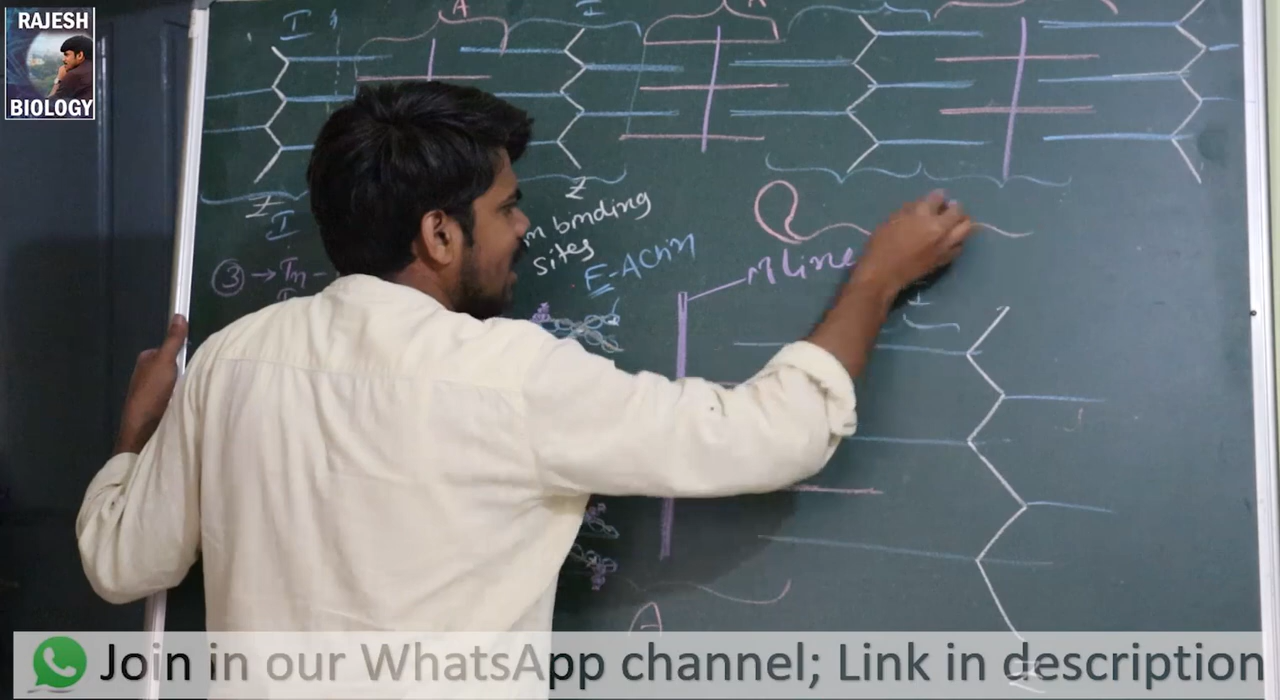 RAJESH
BIOLOGY
I
A
I
Z
I
Z
binding
sites
F-Actin
③ → Tn -
M line
I
A
Z
Join in our WhatsApp channel; Link in description